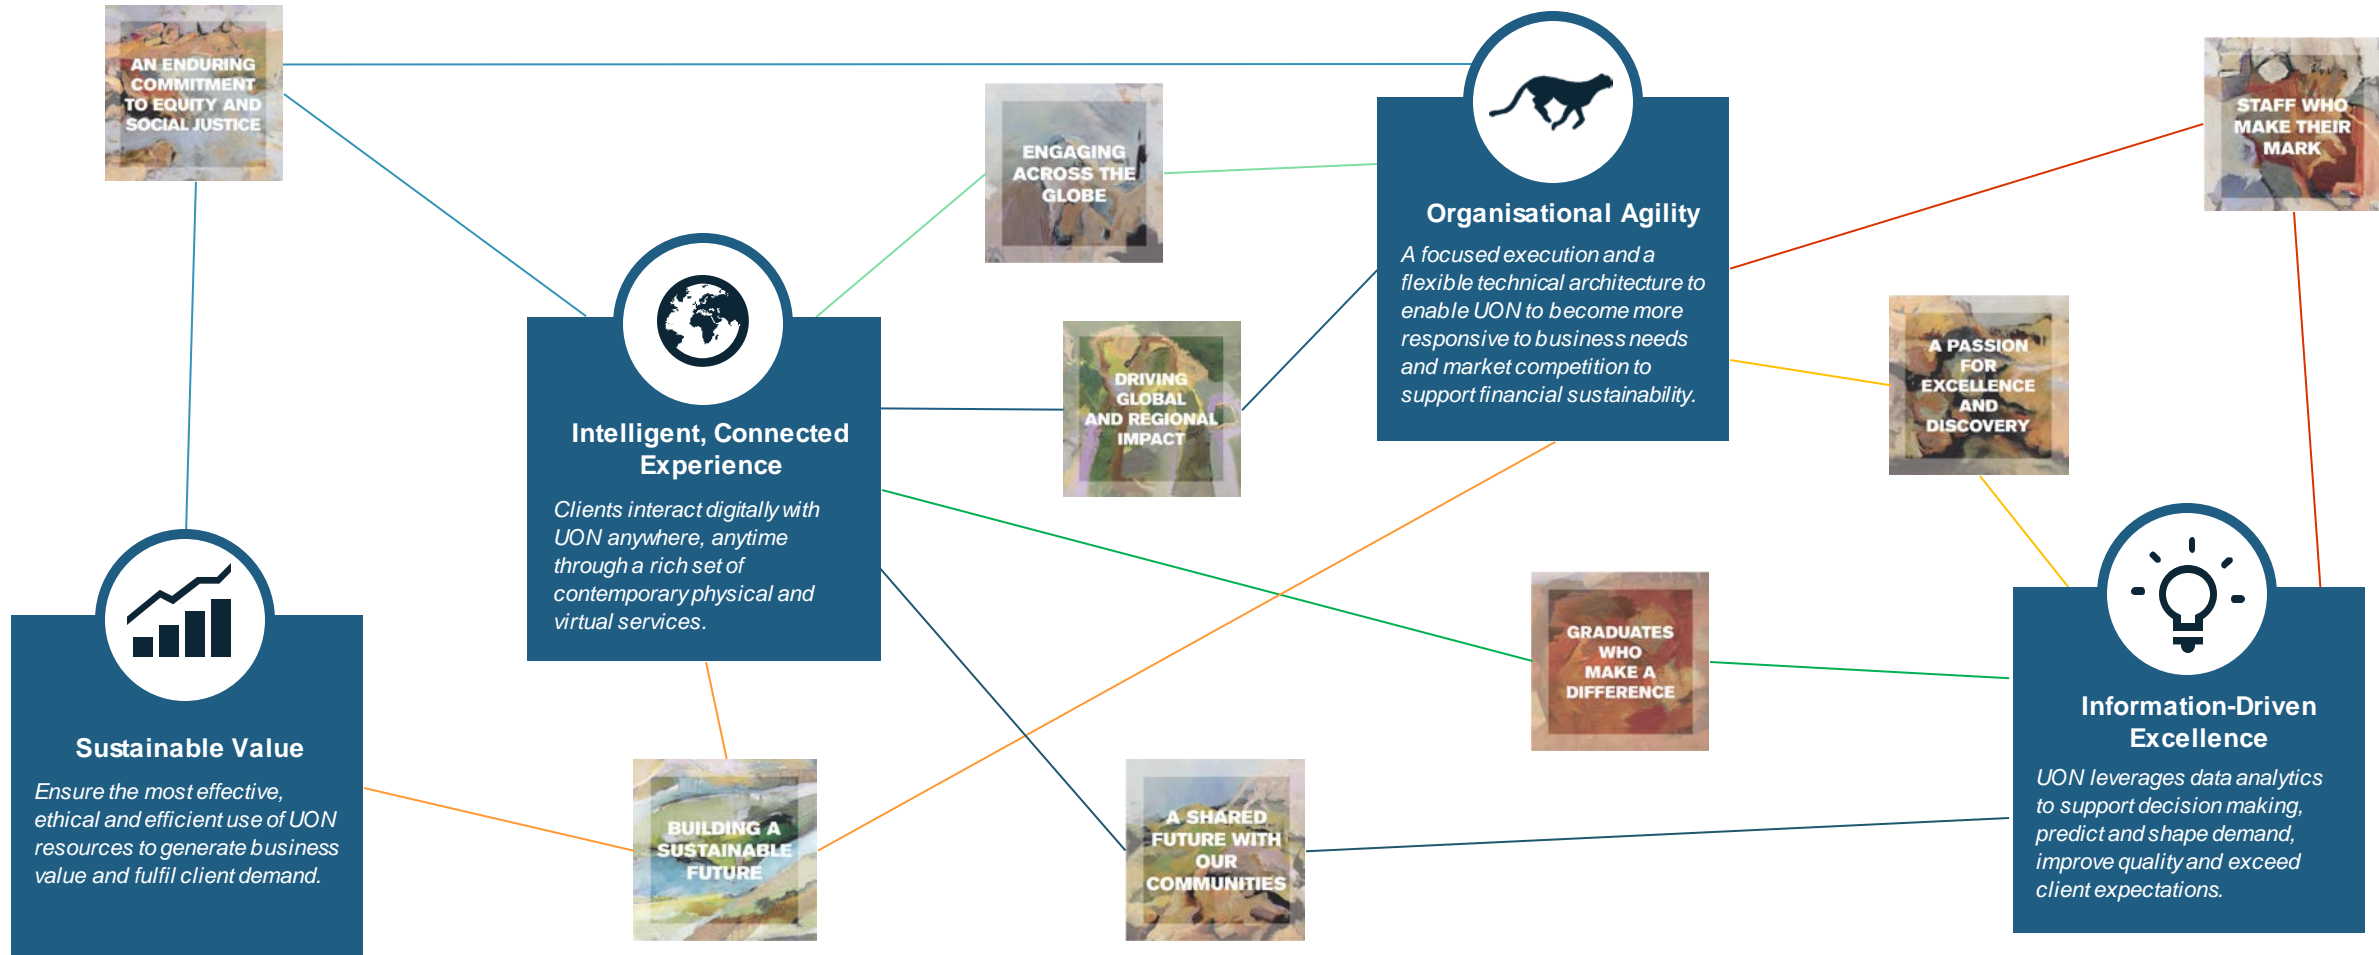 AN ENDURING
COMMITMENT
TO EQUITY AND
SOCIAL JUSTICE
ENGAGING
ACROSS THE
GLOBE
Organisational Agility
A focused execution and a
flexible technical architecture to
enable UON to become more
responsive to business needs
and market competition to
support financial sustainability.
STAFF WHO
MAKE THEIR
MARK
Intelligent, Connected
Experience
Clients interact digitally with
UON anywhere, anytime
through a rich set of
contemporary physical and
virtual services.
DRIVING
GLOBAL
AND REGIONAL
IMPACT
A PASSION
FOR
EXCELLENCE
AND
DISCOVERY
Sustainable Value
Ensure the most effective,
ethical and efficient use of UON
resources to generate business
value and fulfil client demand.
BUILDING A
SUSTAINABLE
FUTURE
A SHARED
FUTURE WITH
OUR
COMMUNITIES
GRADUATES
WHO
MAKE A
DIFFERENCE
Information-Driven
Excellence
UON leverages data analytics
to support decision making,
predict and shape demand,
improve quality and exceed
client expectations.